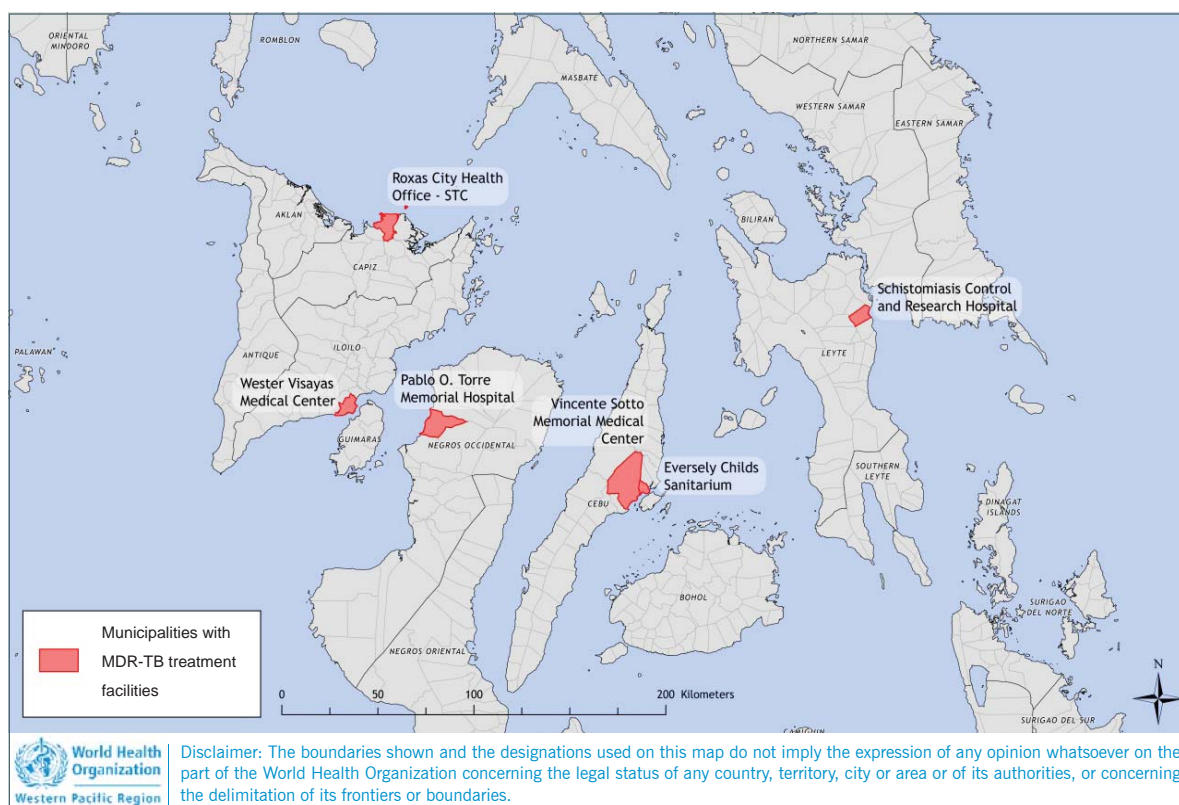 ORIENTAL
MINDORO
ROMBLON
MASBATE
NORTHERN SAMAR
WESTERN SAMAR
EASTERN SAMAR
Roxas City Health
Office - STC
AKLAN
CAPIZ
BILIRAN
Schistomiasis Control
and Research Hospital
PALAWAN
ANTIQUE
ILOILO
LEYTE
Wester Visayas
Medical Center
Pablo O. Torre
Memorial Hospital
Vincente Sotto
Memorial Medical
Center
GUIMARAS
NEGROS OCCIDENTAL
Eversely Childs
Sanitarium
SOUTHERN
LEYTE
CEBU
DINAGAT
ISLANDS
BOHOL
SURIGAO
DEL NORTE
NEGROS ORIENTAL
Municipalities with
MDR-TB treatment
facilities
0 50 100 200 Kilometers
N
SURIGAO DEL SUR
CAMIGUIN
World Health
Organization
Western Pacific Region
Disclaimer: The boundaries shown and the designations used on this map do not imply the expression of any opinion whatsoever on the
part of the World Health Organization concerning the legal status of any country, territory, city or area or of its authorities, or concerning
the delimitation of its frontiers or boundaries.